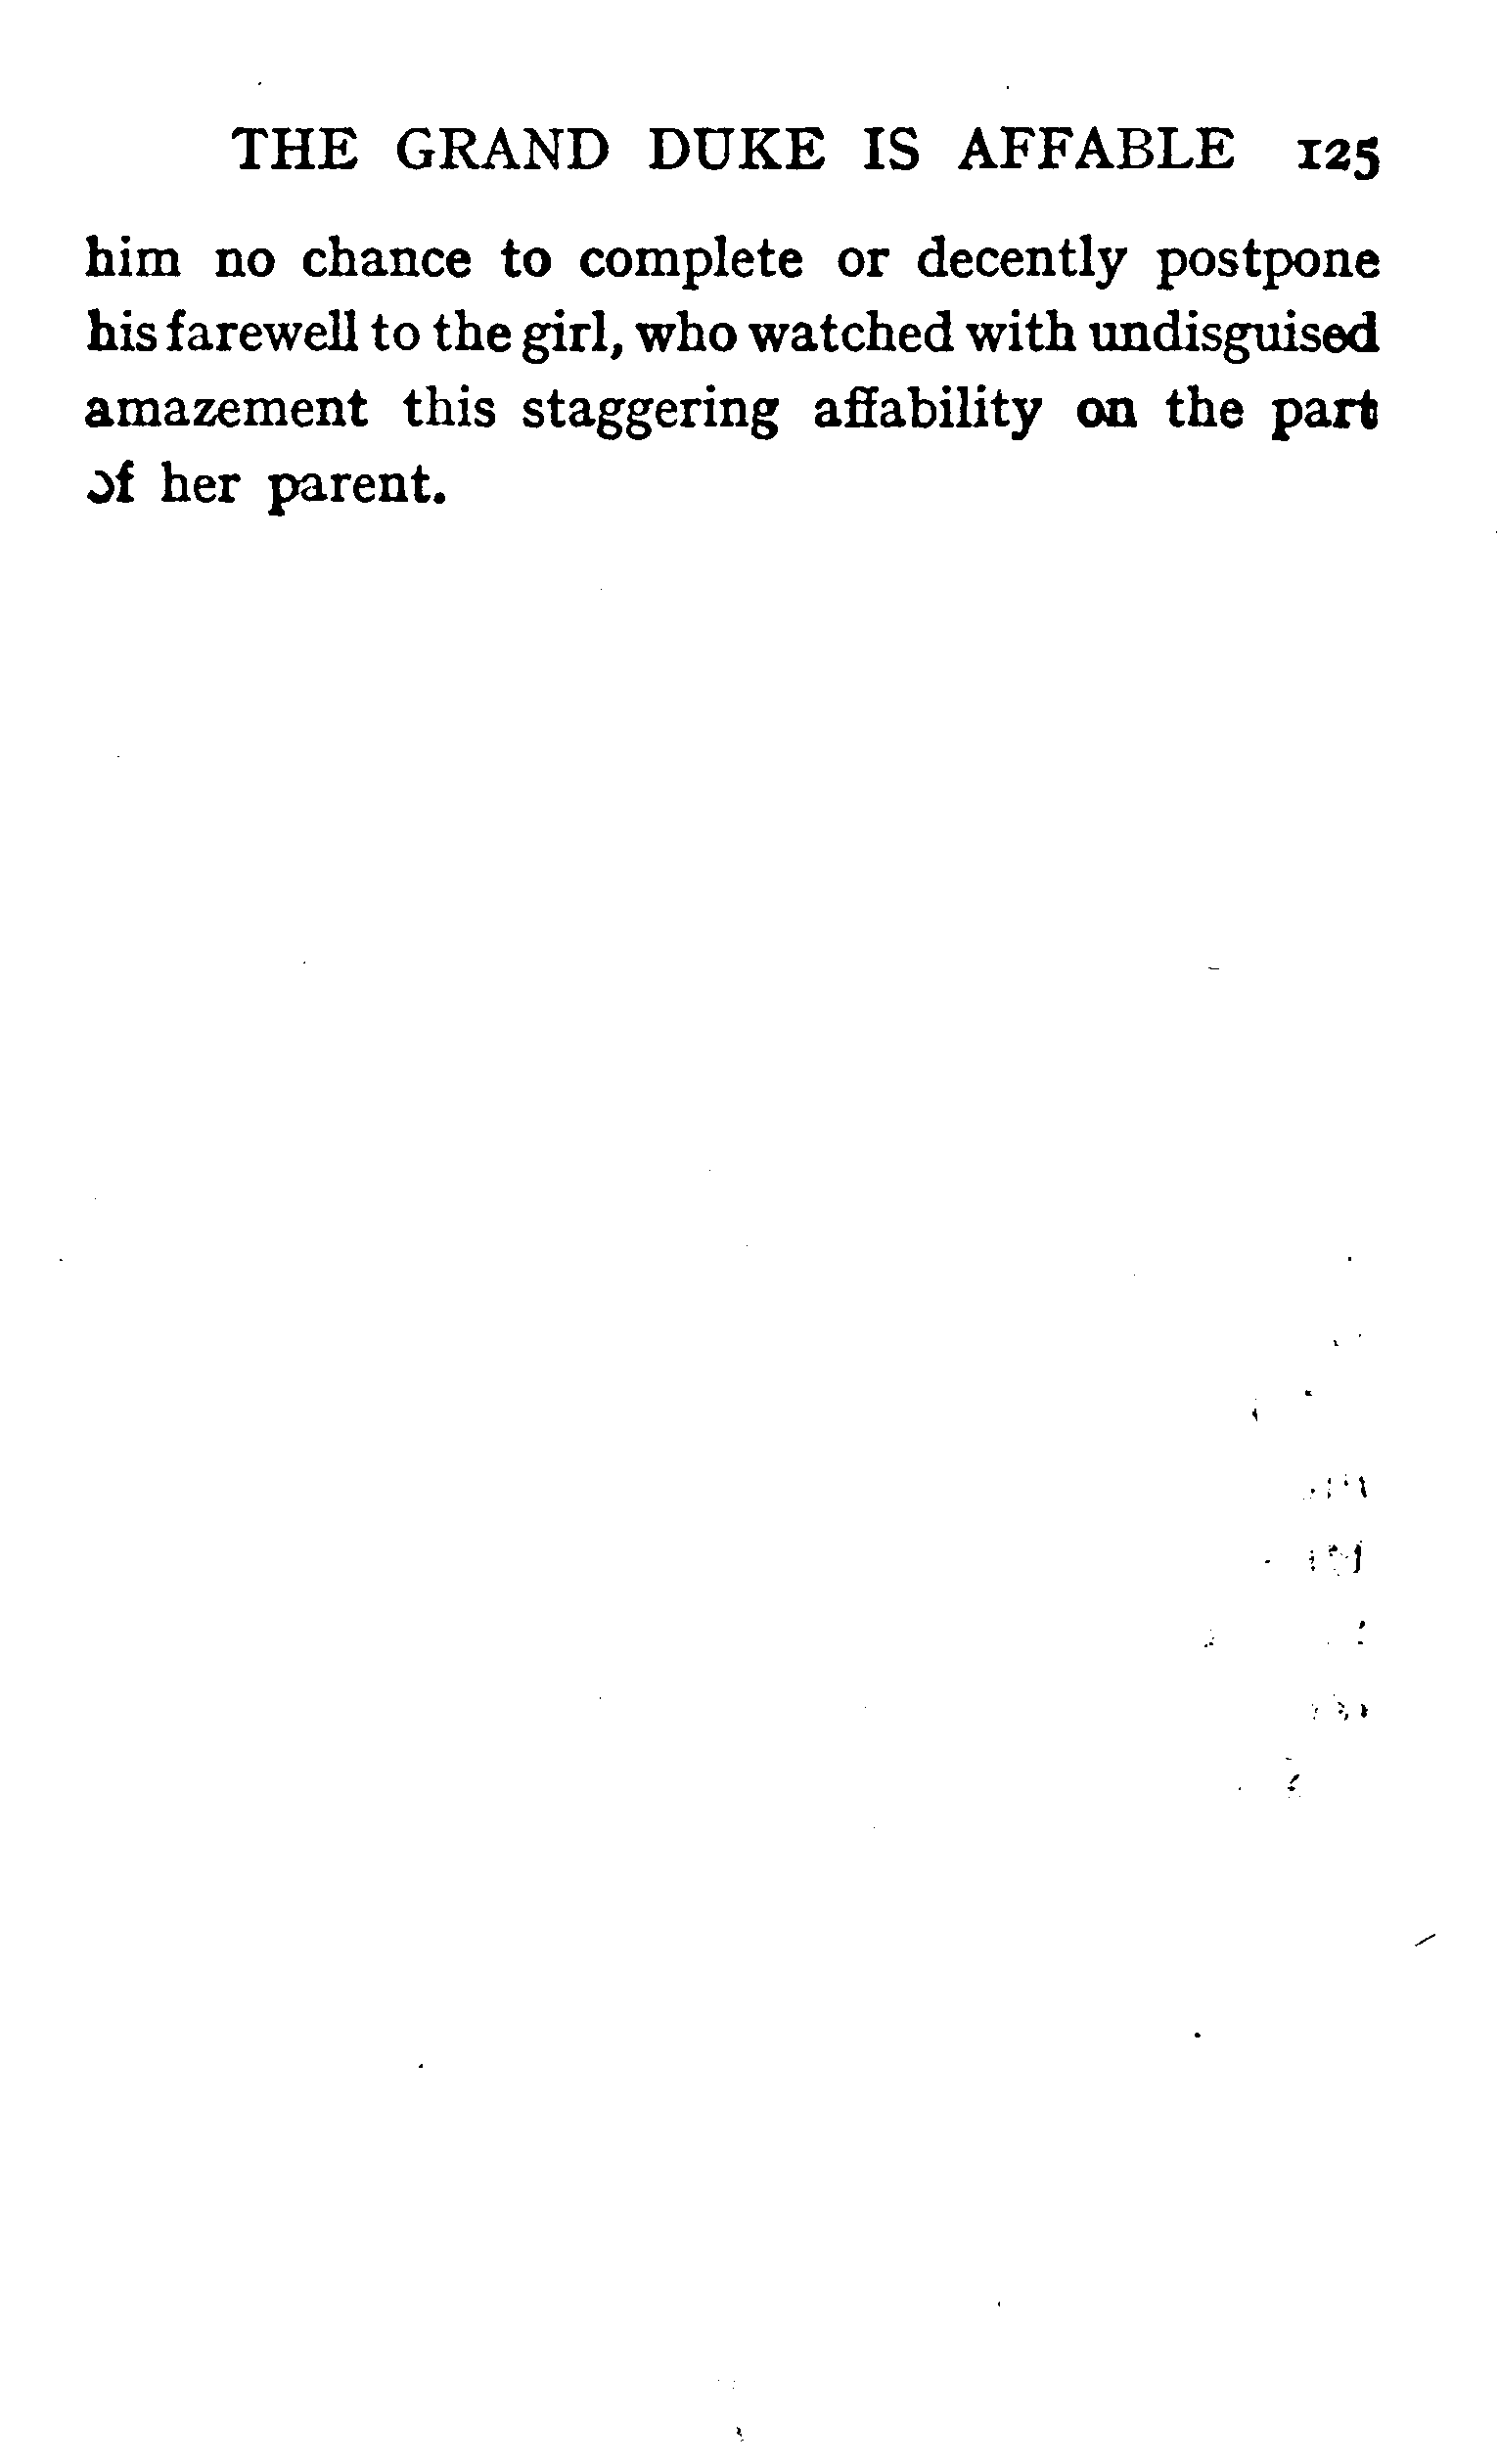 THE GRAND DUKE IS AFFABLE 125
him no chance to complete or decently postpone
his farewell to the girl, who watched with undisguised
amazement this staggering affability on the part
of her parent.